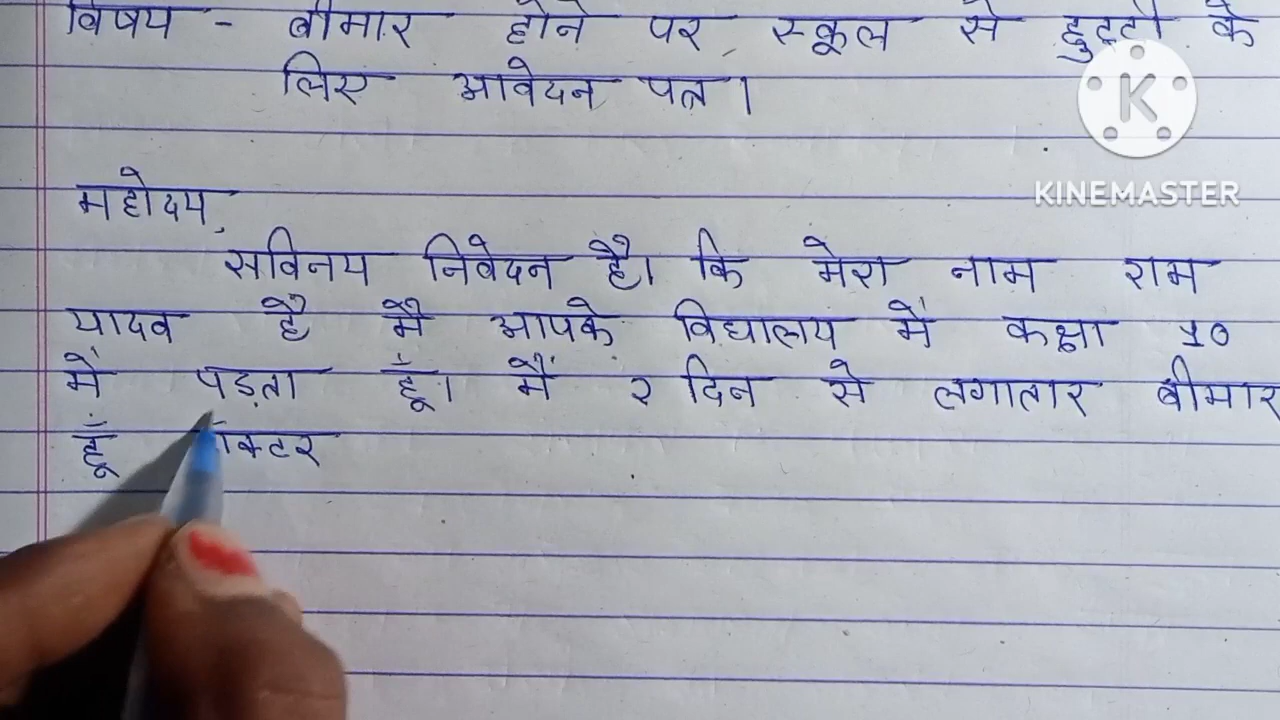 विषय - बीमार होने पर स्कूल से छुट्टी के
लिए आवेदन पत्र।
K
KINEMASTER
महोदय,
सविनय निवेदन है। कि मेरा नाम राम
यादव है मैं आपके विद्यालय में कक्षा 10
में पड़ता हूँ। मैं २ दिन से लगातार बीमार
हूँ डॉक्टर